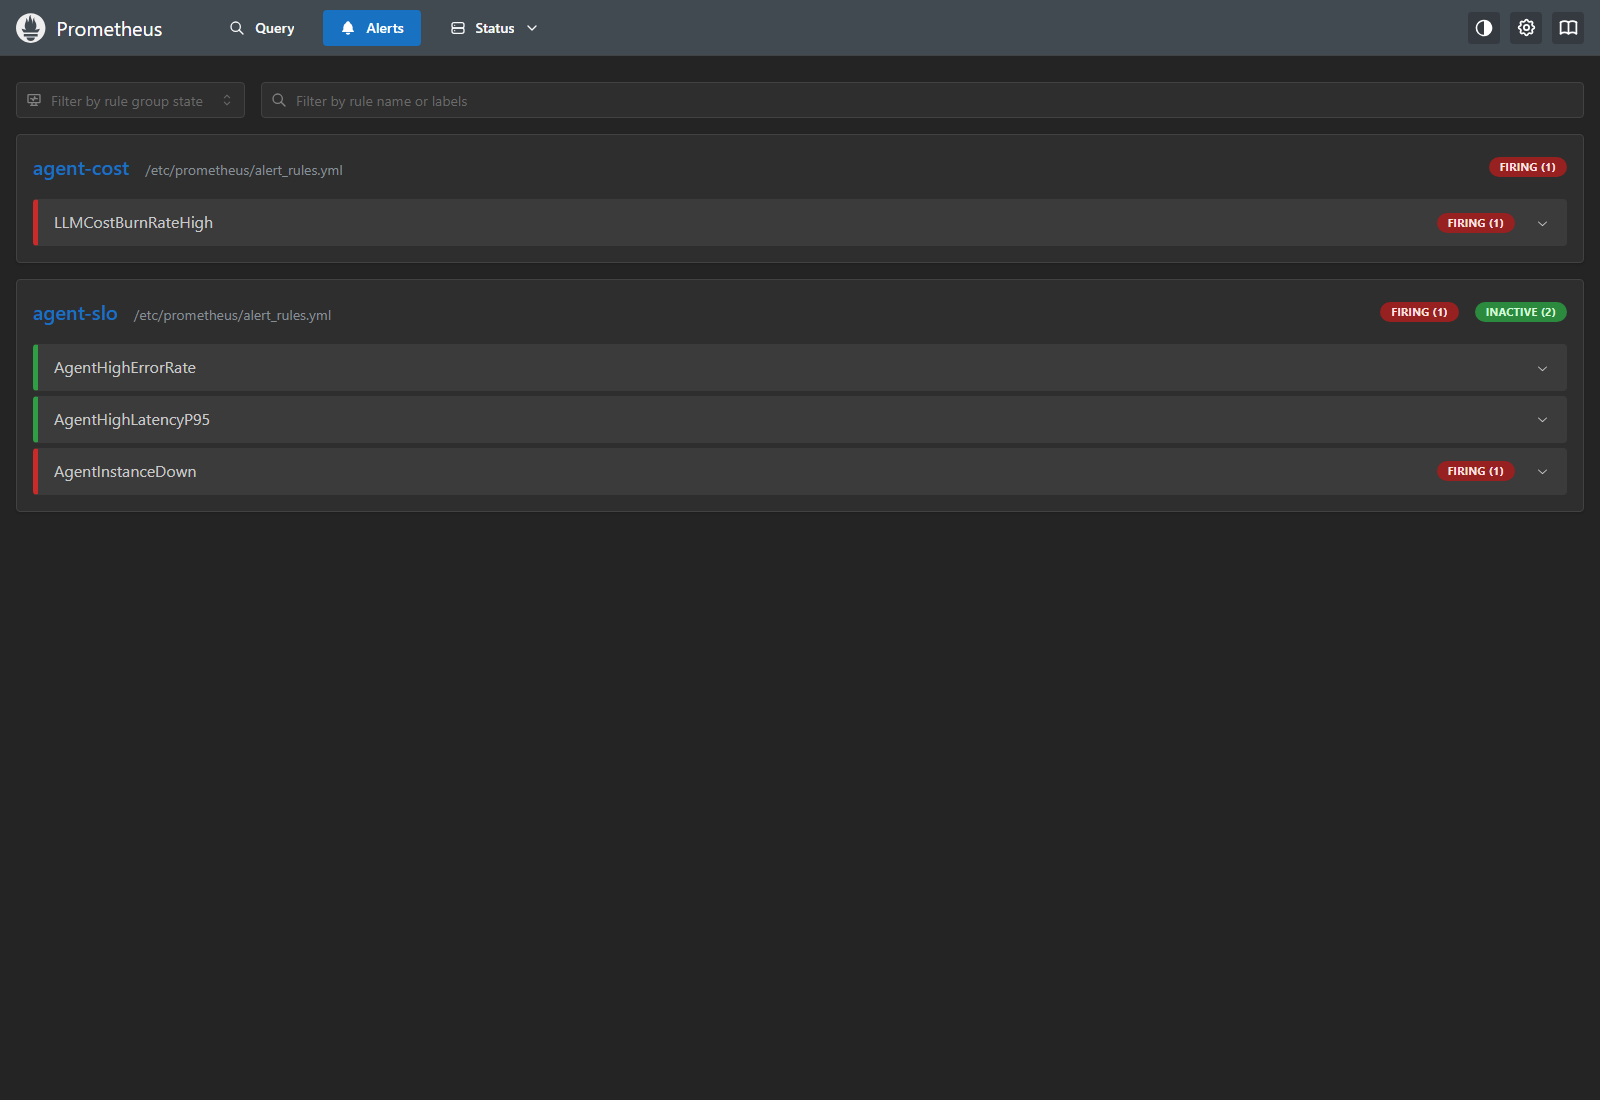 Prometheus Query Alerts Status
Filter by rule group state Filter by rule name or labels
agent-cost /etc/prometheus/alert_rules.yml FIRING (1)
LLMCostBurnRateHigh FIRING (1)
agent-slo /etc/prometheus/alert_rules.yml FIRING (1) INACTIVE (2)
AgentHighErrorRate
AgentHighLatencyP95
AgentInstanceDown FIRING (1)